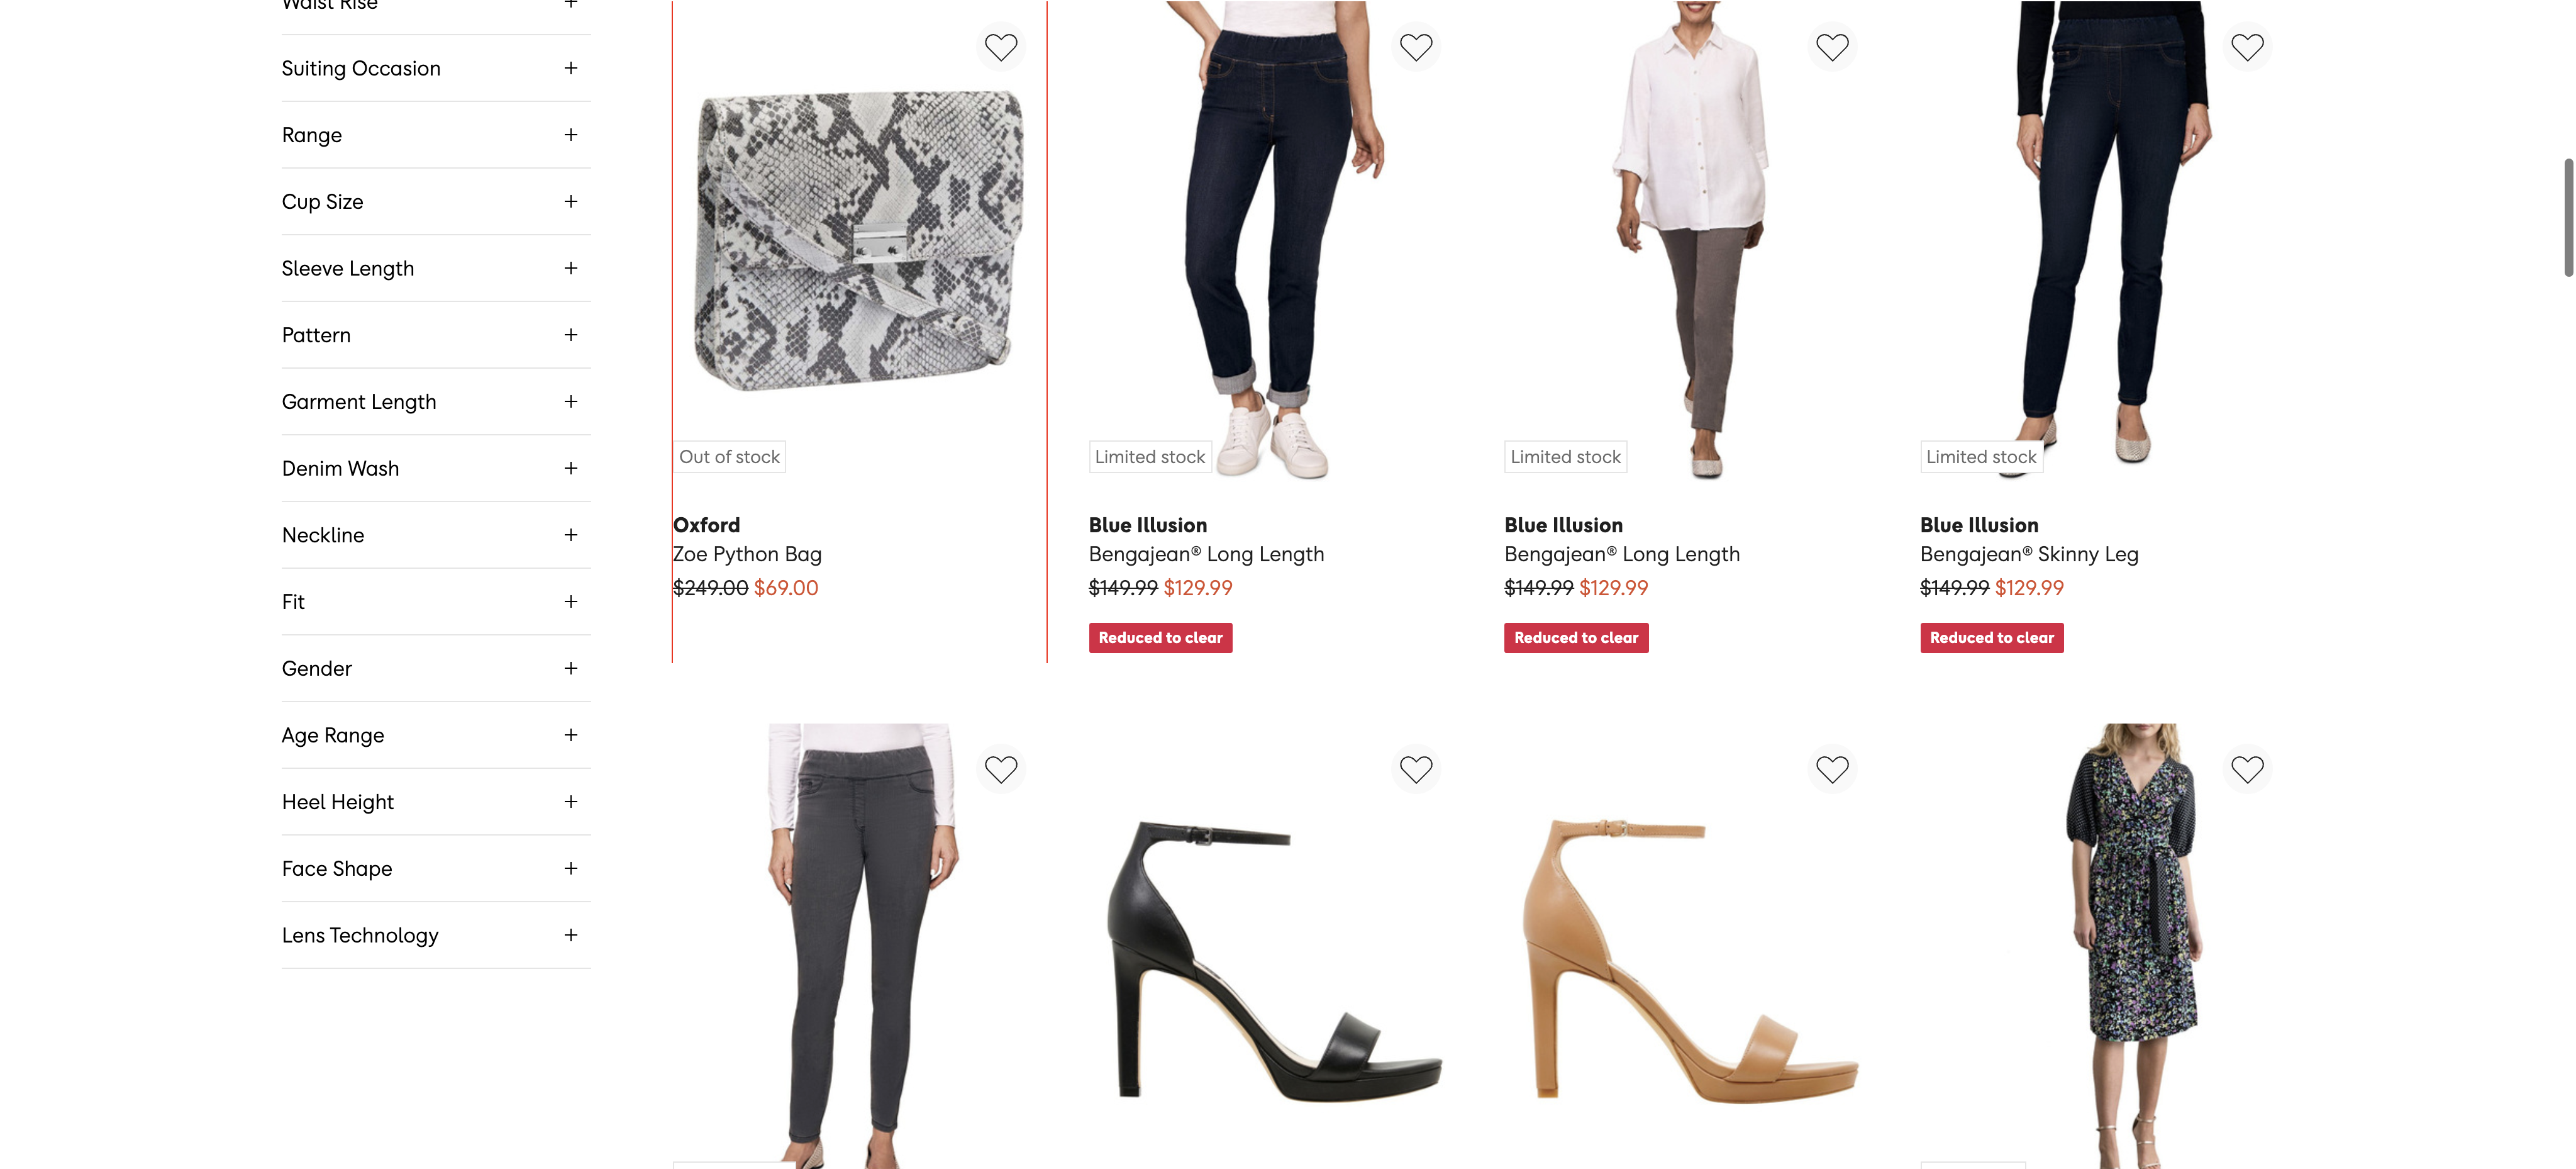 Waist Rise
Suiting Occasion
Range
Cup Size
Sleeve Length
Pattern
Garment Length
Denim Wash
Neckline
Fit
Gender
Age Range
Heel Height
Face Shape
Lens Technology
Out of stock
Oxford
Zoe Python Bag
$249.00 $69.00
Limited stock
Blue Illusion
Bengajean® Long Length
$149.99 $129.99
Reduced to clear
Limited stock
Blue Illusion
Bengajean® Long Length
$149.99 $129.99
Reduced to clear
Limited stock
Blue Illusion
Bengajean® Skinny Leg
$149.99 $129.99
Reduced to clear